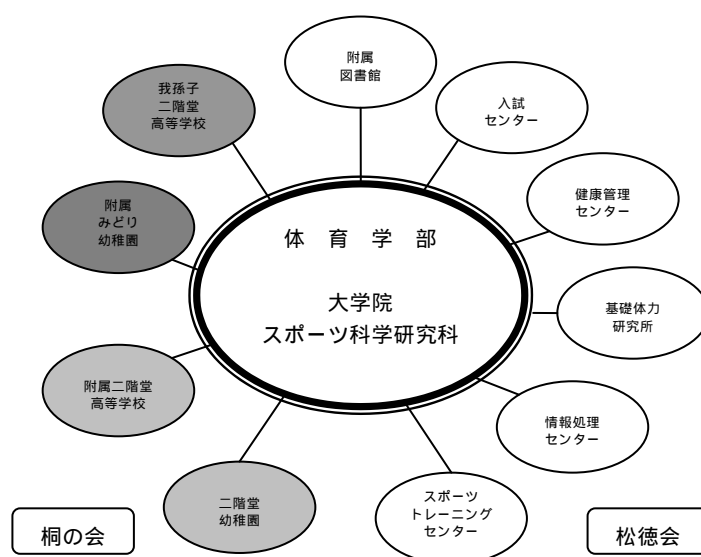 附属
図書館
我孫子
二階堂
高等学校
入試
センター
健康管理
センター
附属
みどり
幼稚園
体 育 学 部
大学院
スポーツ科学研究科
基礎体力
研究所
附属二階堂
高等学校
情報処理
センター
二階堂
幼稚園
スポーツ
トレーニング
センター
桐の会
松徳会